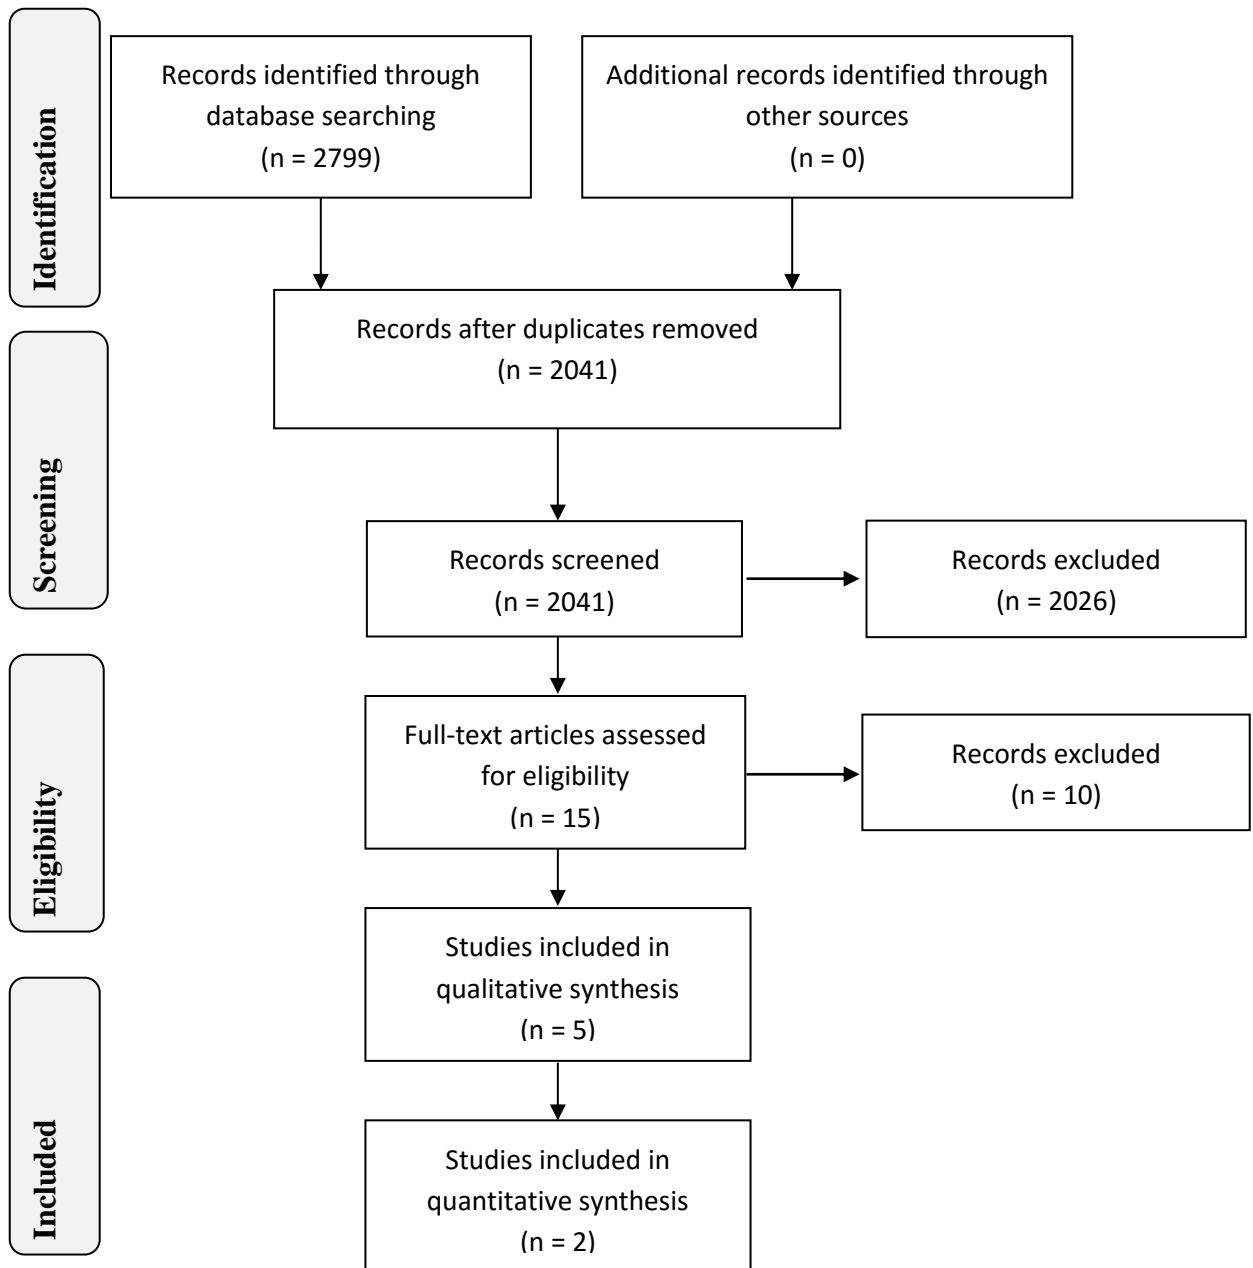 Identification
Records identified through
database searching
(n = 2799)
Additional records identified through
other sources
(n = 0)
Records after duplicates removed
(n = 2041)
Screening
Records screened
(n = 2041)
Records excluded
(n = 2026)
Eligibility
Full-text articles assessed
for eligibility
(n = 15)
Records excluded
(n = 10)
Studies included in
qualitative synthesis
(n = 5)
Included
Studies included in
quantitative synthesis
(n = 2)